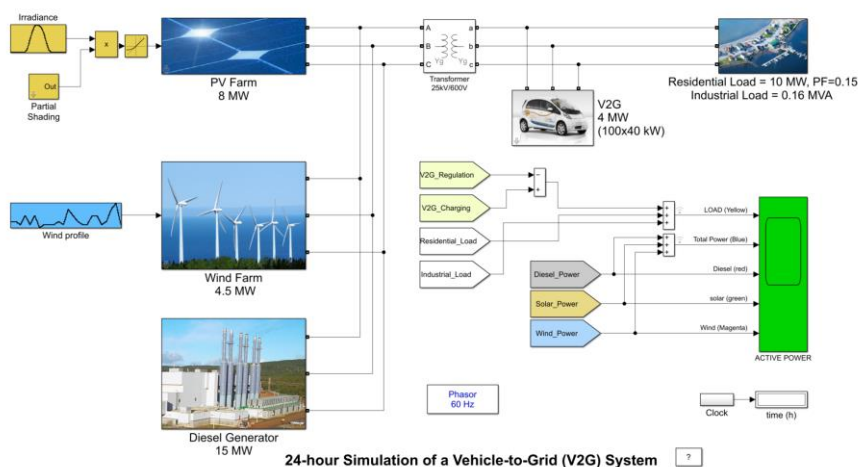 Irradiance
x
Out
Partial
Shading
PV Farm
8 MW
A
B
C
Yg
Yg
a
b
c
Transformer
25kV/600V
V2G
4 MW
(100x40 kW)
Residential Load = 10 MW, PF=0.15
Industrial Load = 0.16 MVA
Wind profile
Wind Farm
4.5 MW
V2G_Regulation
V2G_Charging
Residential_Load
Industrial_Load
−
+
+
+
+
+
+
+
Diesel_Power
Solar_Power
Wind_Power
LOAD (Yellow)
Total Power (Blue)
Diesel (red)
solar (green)
Wind (Magenta)
ACTIVE POWER
Diesel Generator
15 MW
Phasor
60 Hz
Clock
time (h)
24-hour Simulation of a Vehicle-to-Grid (V2G) System
?